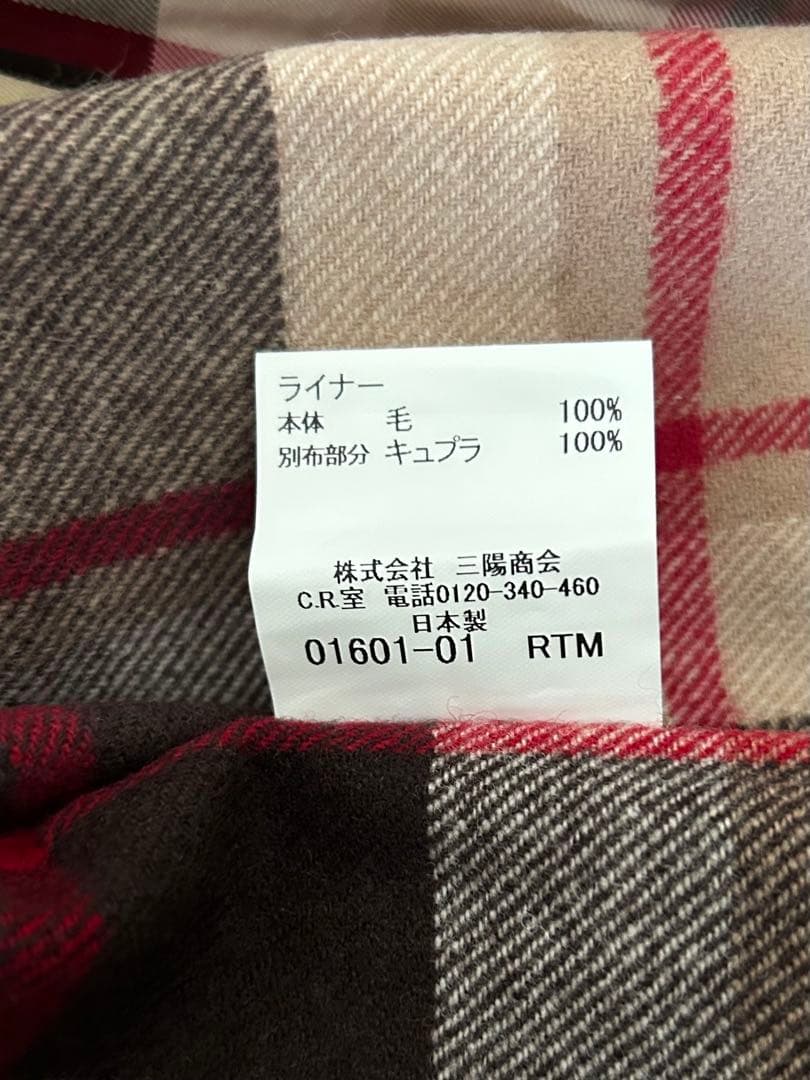 ライナー
本体 毛 100%
別布部分 キュプラ 100%
株式会社 三陽商会
C.R.室 電話0120-340-460
日本製
01601-01 RTM